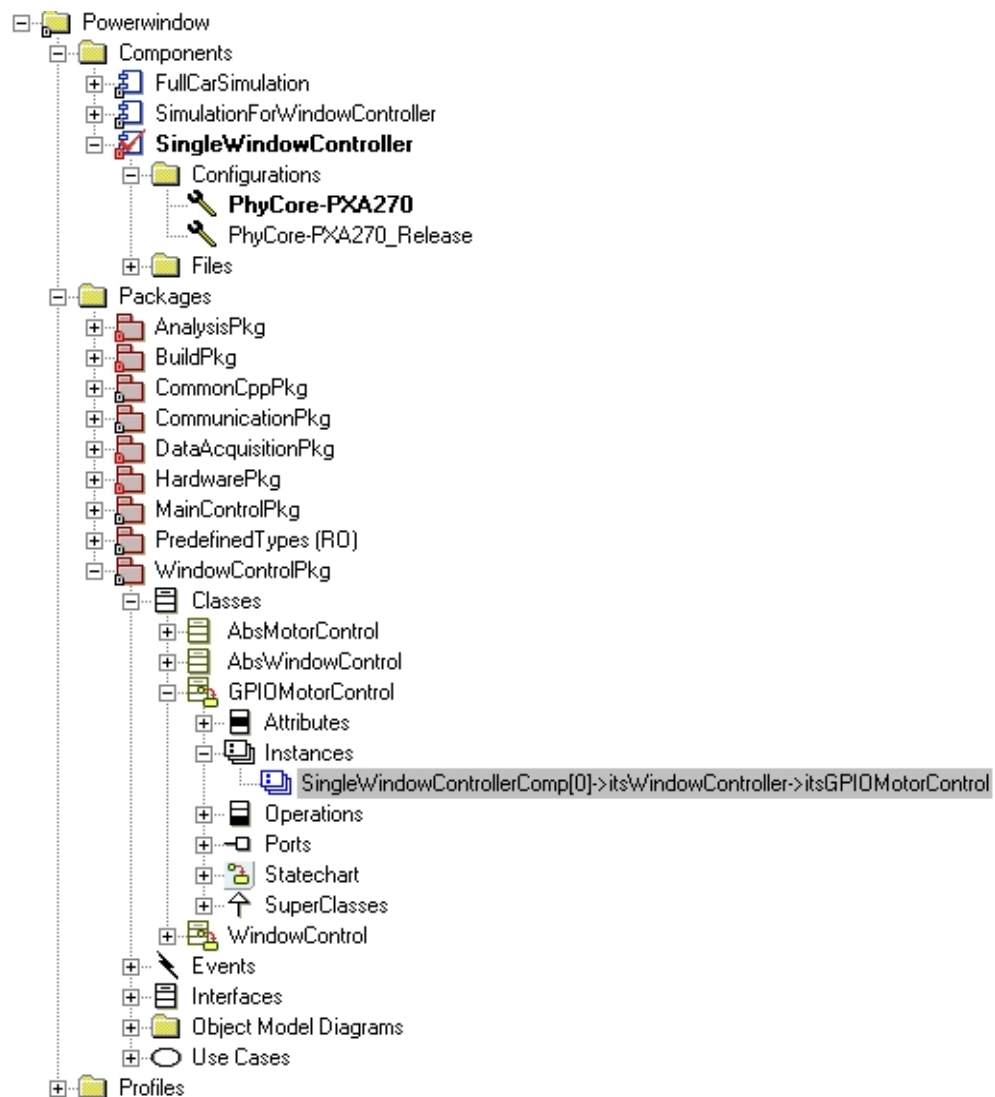 Powerwindow
Components
FullCarSimulation
SimulationForWindowController
SingleWindowController
Configurations
PhyCore-PXA270
PhyCore-PXA270_Release
Files
Packages
AnalysisPkg
BuildPkg
CommonCppPkg
CommunicationPkg
DataAcquisitionPkg
HardwarePkg
MainControlPkg
PredefinedTypes (RO)
WindowControlPkg
Classes
AbsMotorControl
AbsWindowControl
GPIOMotorControl
Attributes
Instances
SingleWindowControllerComp[0]->itsWindowController->itsGPIOMotorControl
Operations
Ports
Statechart
SuperClasses
WindowControl
Events
Interfaces
Object Model Diagrams
Use Cases
Profiles